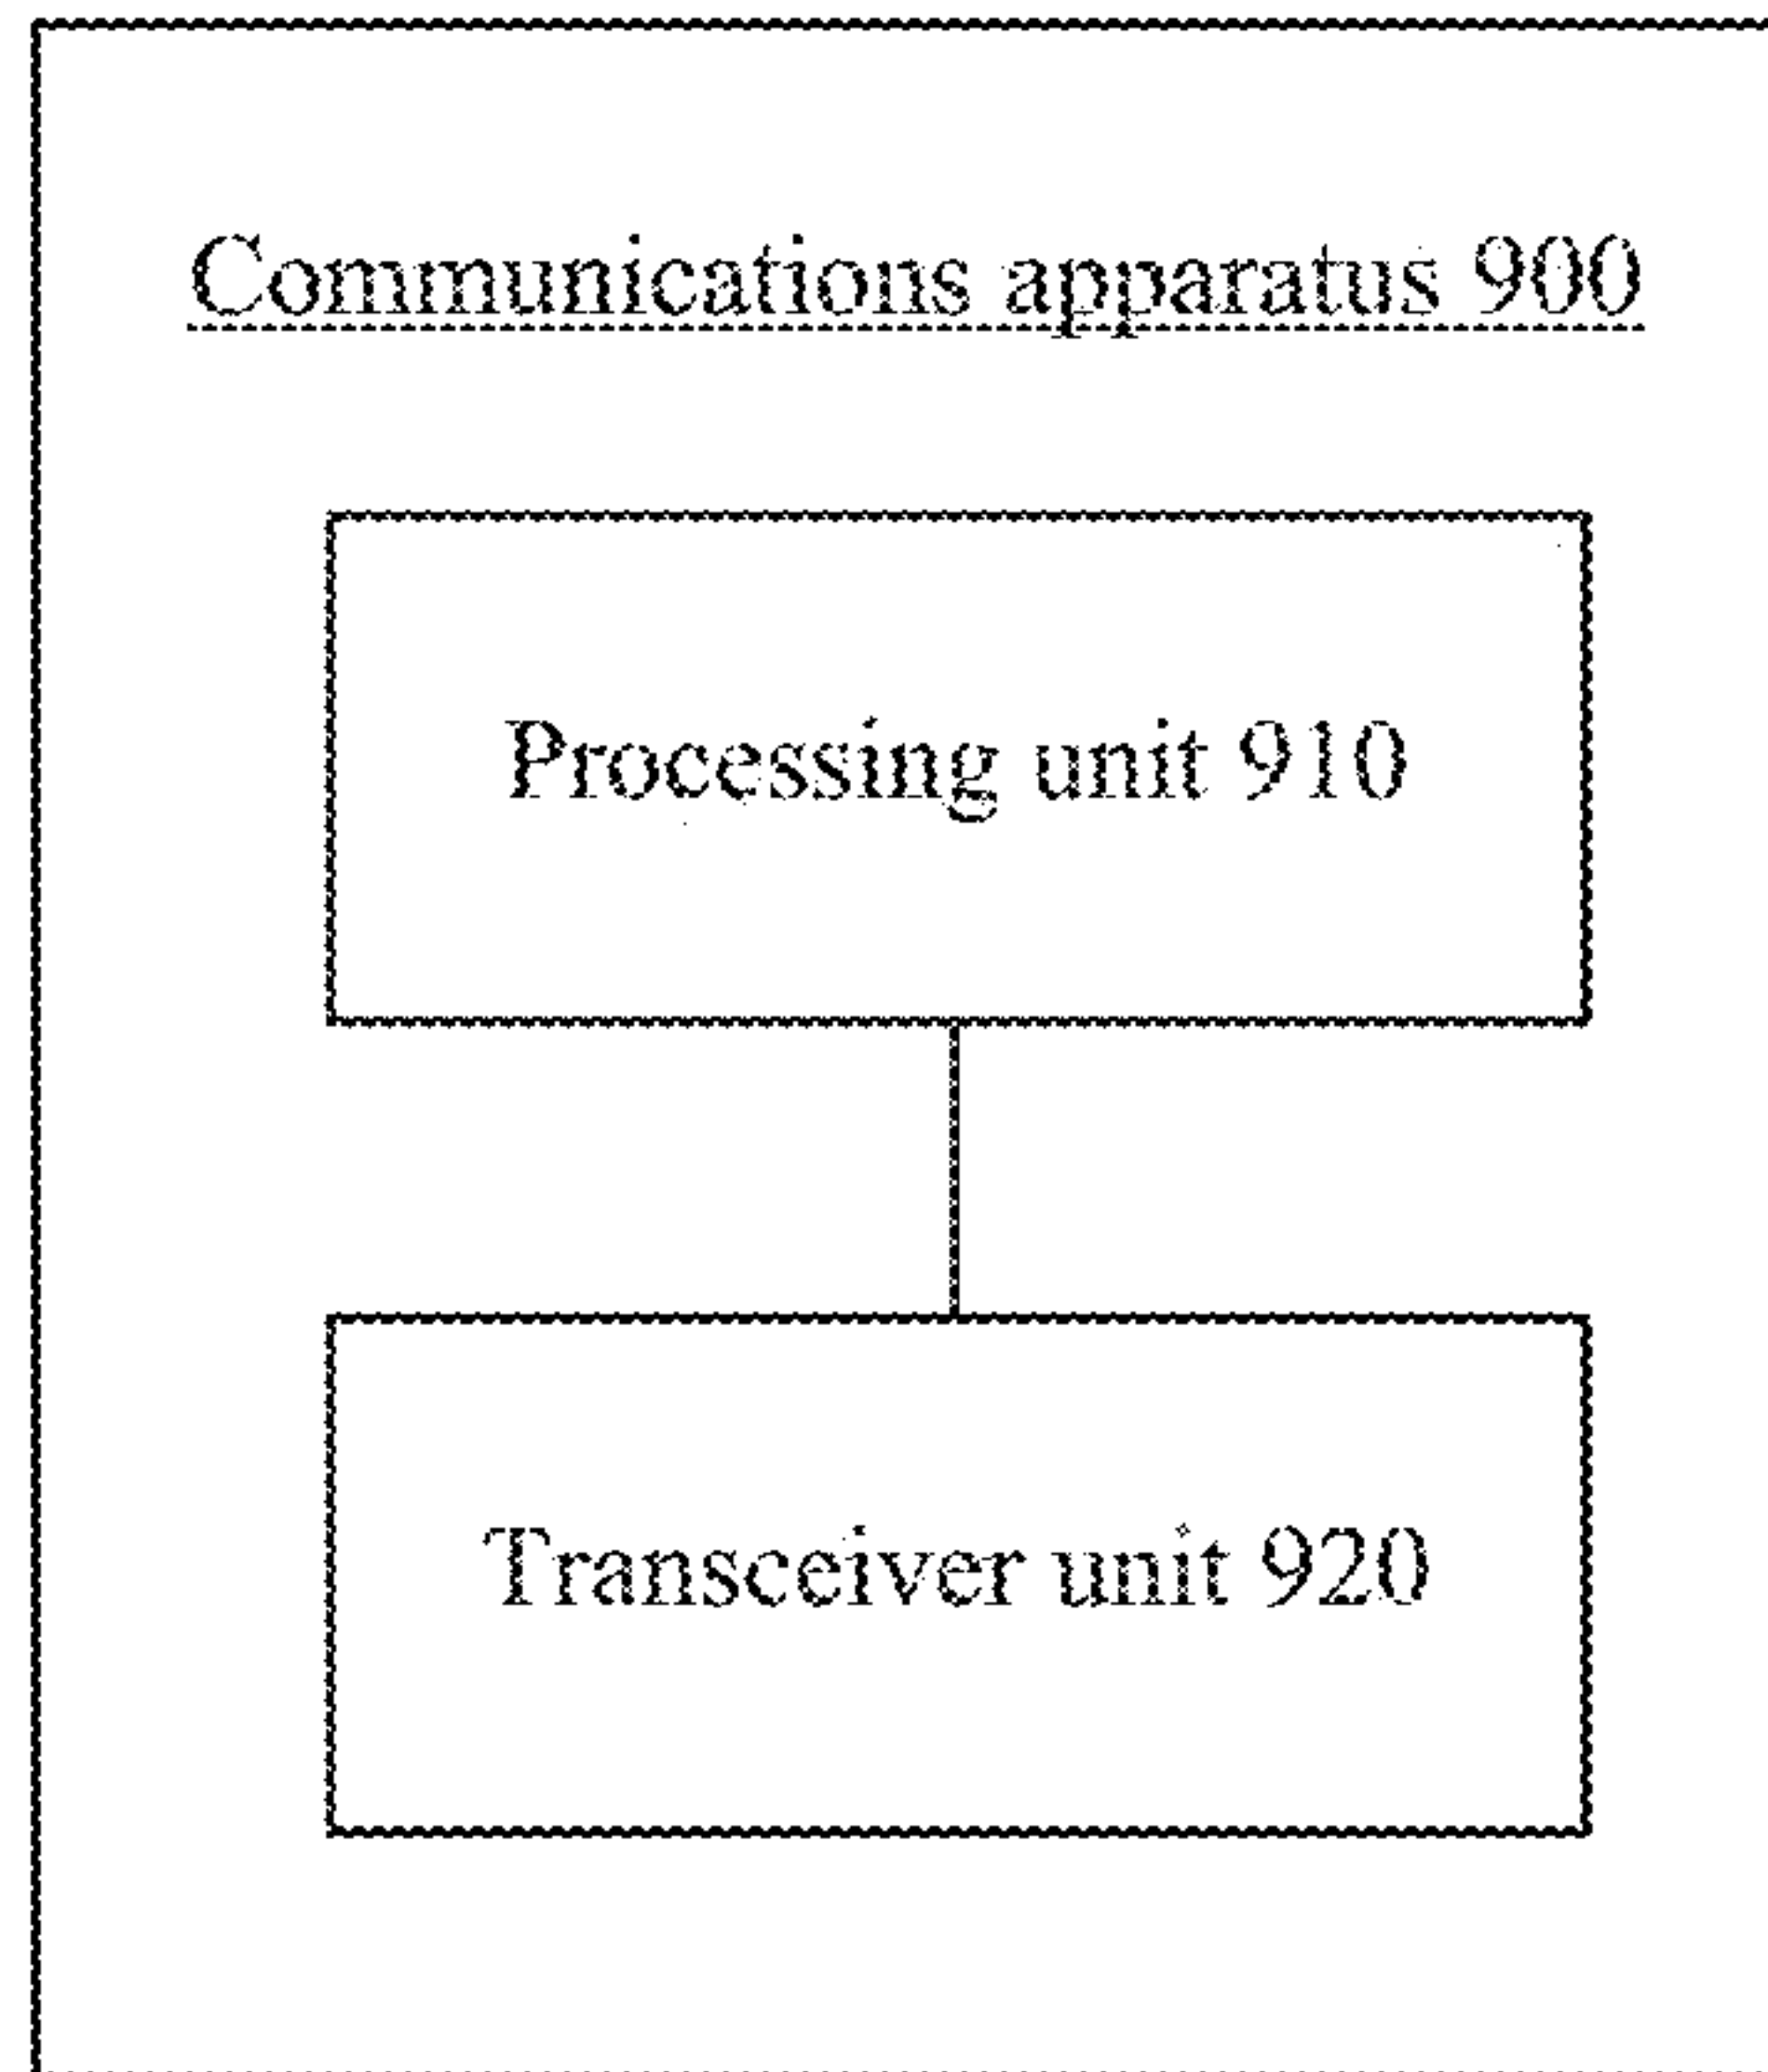 Communications apparatus 900
Processing unit 910
Transceiver unit 920